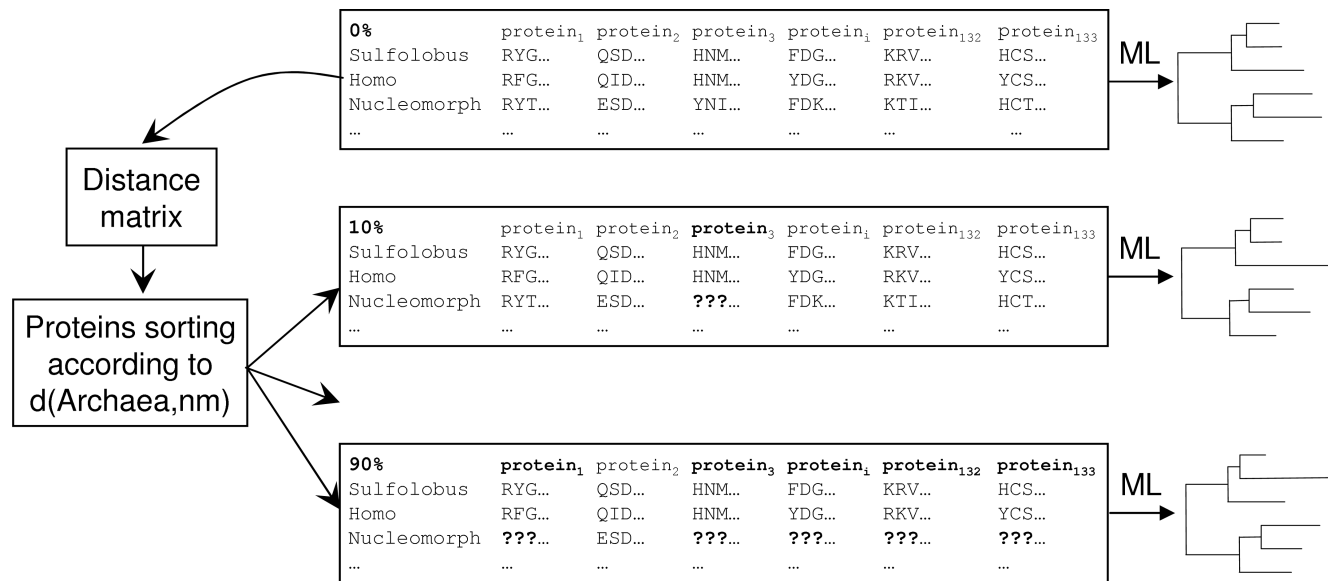 0% protein1 protein2 protein3 proteini protein132 protein133
Sulfolobus RYG… QSD… HNM… FDG… KRV… HCS…
Homo RFG… QID… HNM… YDG… RKV… YCS…
Nucleomorph RYT… ESD… YNI… FDK… KTI… HCT…
… … … … … … …
ML
Distance
matrix
Proteins sorting
according to
d(Archaea,nm)
10% protein1 protein2 protein3 proteini protein132 protein133
Sulfolobus RYG… QSD… HNM… FDG… KRV… HCS…
Homo RFG… QID… HNM… YDG… RKV… YCS…
Nucleomorph RYT… ESD… ???… FDK… KTI… HCT…
… … … … … … …
ML
90% protein1 protein2 protein3 proteini protein132 protein133
Sulfolobus RYG… QSD… HNM… FDG… KRV… HCS…
Homo RFG… QID… HNM… YDG… RKV… YCS…
Nucleomorph ???… ESD… ???… ???… ???… ???…
… … … … … … …
ML